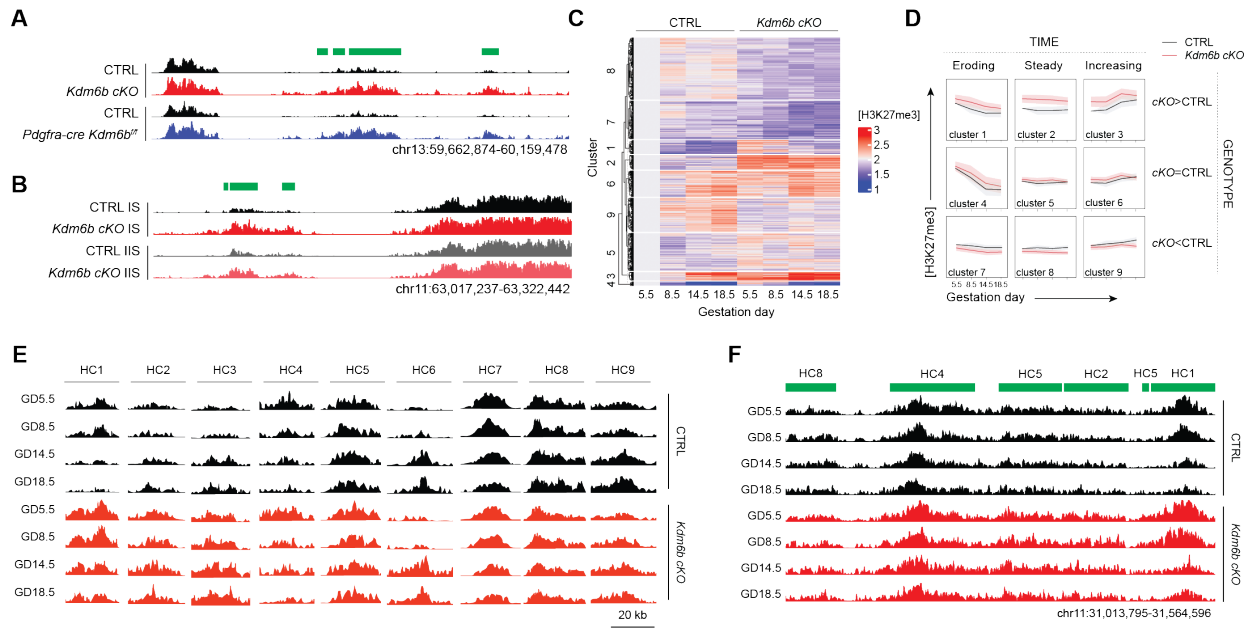 A
CTRL
Kdm6b cKO
CTRL
Pdgfra-cre Kdm6bf/f
chr13:59,662,874-60,159,478
B
CTRL IS
Kdm6b cKO IS
CTRL IIS
Kdm6b cKO IIS
chr11:63,017,237-63,322,442
C
CTRL Kdm6b cKO
Cluster
8
7
1
2
6
9
5
4 3
5.5 8.5 14.5 18.5 5.5 8.5 14.5 18.5
Gestation day
[H3K27me3]
3
2.5
2
1.5
1
D
TIME
CTRL
Kdm6b cKO
Eroding Steady Increasing
cKO>CTRL
cluster 1 cluster 2 cluster 3
cKO=CTRL
cluster 4 cluster 5 cluster 6
cKO<CTRL
cluster 7 cluster 8 cluster 9
GENOTYPE
[H3K27me3]
5.5 8.5 14.5 18.5
Gestation day
E
HC1 HC2 HC3 HC4 HC5 HC6 HC7 HC8 HC9
GD5.5
GD8.5
GD14.5
GD18.5
CTRL
GD5.5
GD8.5
GD14.5
GD18.5
Kdm6b cKO
20 kb
F
HC8 HC4 HC5 HC2 HC5 HC1
GD5.5
GD8.5
GD14.5
GD18.5
CTRL
GD5.5
GD8.5
GD14.5
GD18.5
Kdm6b cKO
chr11:31,013,795-31,564,596